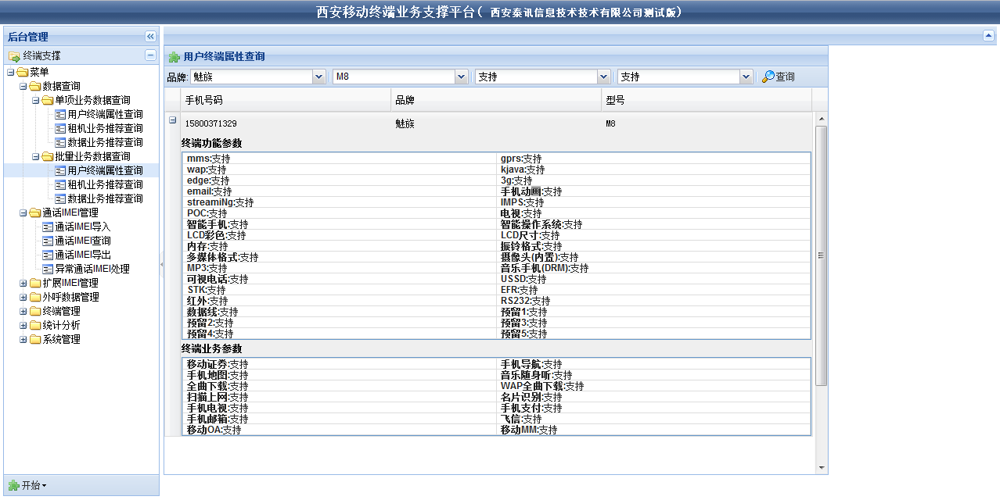 西安移动终端业务支撑平台( 西安泰讯信息技术技术有限公司测试版)
后台管理
终端支撑
菜单
数据查询
单项业务数据查询
用户终端属性查询
租机业务推荐查询
数据业务推荐查询
批量业务数据查询
用户终端属性查询
租机业务推荐查询
数据业务推荐查询
通话IMEI管理
通话IMEI导入
通话IMEI查询
通话IMEI导出
异常通话IMEI处理
扩展IMEI管理
外呼数据管理
终端管理
统计分析
系统管理
开始
用户终端属性查询
品牌: 魅族 M8 支持 支持 查询
手机号码 品牌 型号
15800371329 魅族 M8
终端功能参数
mms:支持 gprs:支持
wap:支持 kjava:支持
edge:支持 3g:支持
email:支持 手机动画:支持
streamiNg:支持 IMPS:支持
POC:支持 电视:支持
智能手机:支持 智能操作系统:支持
LCD彩色:支持 LCD尺寸:支持
内存:支持 振铃格式:支持
多媒体格式:支持 摄像头(内置):支持
MP3:支持 音乐手机(DRM):支持
可视电话:支持 USSD:支持
STK:支持 EFR:支持
红外:支持 RS232:支持
数据线:支持 预留1:支持
预留2:支持 预留3:支持
预留4:支持 预留5:支持
终端业务参数
移动证券:支持 手机导航:支持
手机地图:支持 音乐随身听:支持
全曲下载:支持 WAP全曲下载:支持
扫描上网:支持 名片识别:支持
手机电视:支持 手机支付:支持
手机邮箱:支持 飞信:支持
移动OA:支持 移动MM:支持